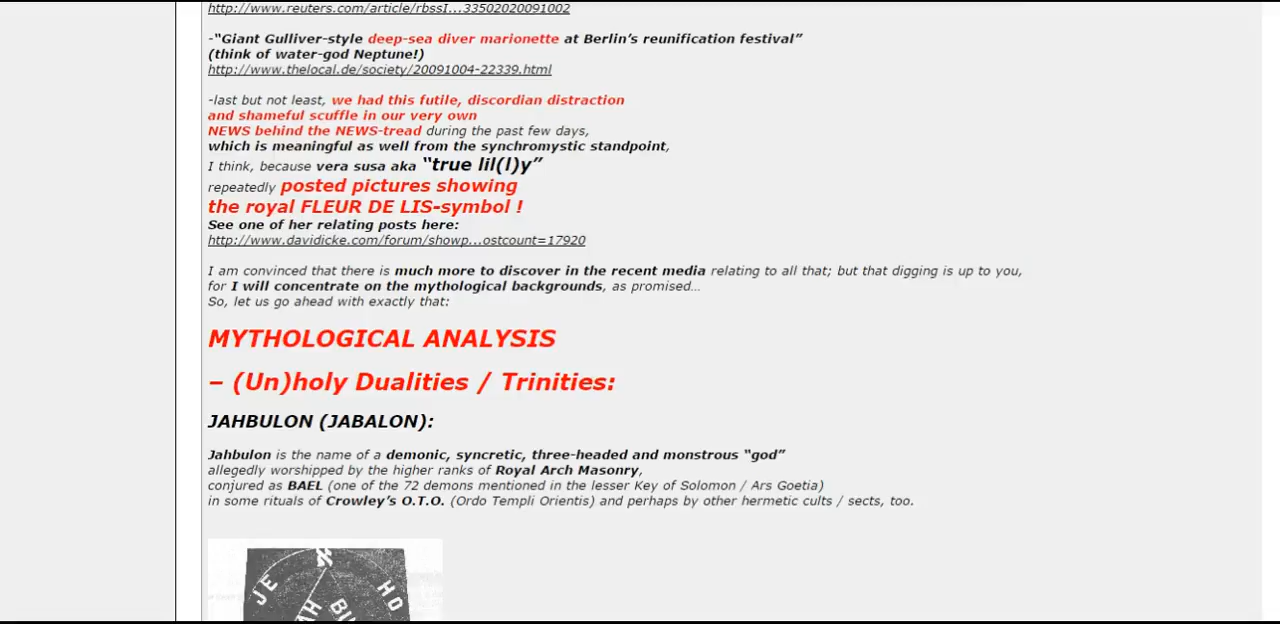 http://www.reuters.com/article/rbssI...33502020091002
-“Giant Gulliver-style deep-sea diver marionette at Berlin’s reunification festival”
(think of water-god Neptune!)
http://www.thelocal.de/society/20091004-22339.html
-last but not least, we had this futile, discordian distraction
and shameful scuffle in our very own
NEWS behind the NEWS-tread during the past few days,
which is meaningful as well from the synchromystic standpoint,
I think, because vera susa aka “true lil(l)y”
repeatedly posted pictures showing
the royal FLEUR DE LIS-symbol !
See one of her relating posts here:
http://www.davidicke.com/forum/showp...ostcount=17920
I am convinced that there is much more to discover in the recent media relating to all that; but that digging is up to you,
for I will concentrate on the mythological backgrounds, as promised…
So, let us go ahead with exactly that:
MYTHOLOGICAL ANALYSIS
– (Un)holy Dualities / Trinities:
JAHBULON (JABALON):
Jahbulon is the name of a demonic, syncretic, three-headed and monstrous “god”
allegedly worshipped by the higher ranks of Royal Arch Masonry,
conjured as BAEL (one of the 72 demons mentioned in the lesser Key of Solomon / Ars Goetia)
in some rituals of Crowley’s O.T.O. (Ordo Templi Orientis) and perhaps by other hermetic cults / sects, too.
JE HO
AH BU